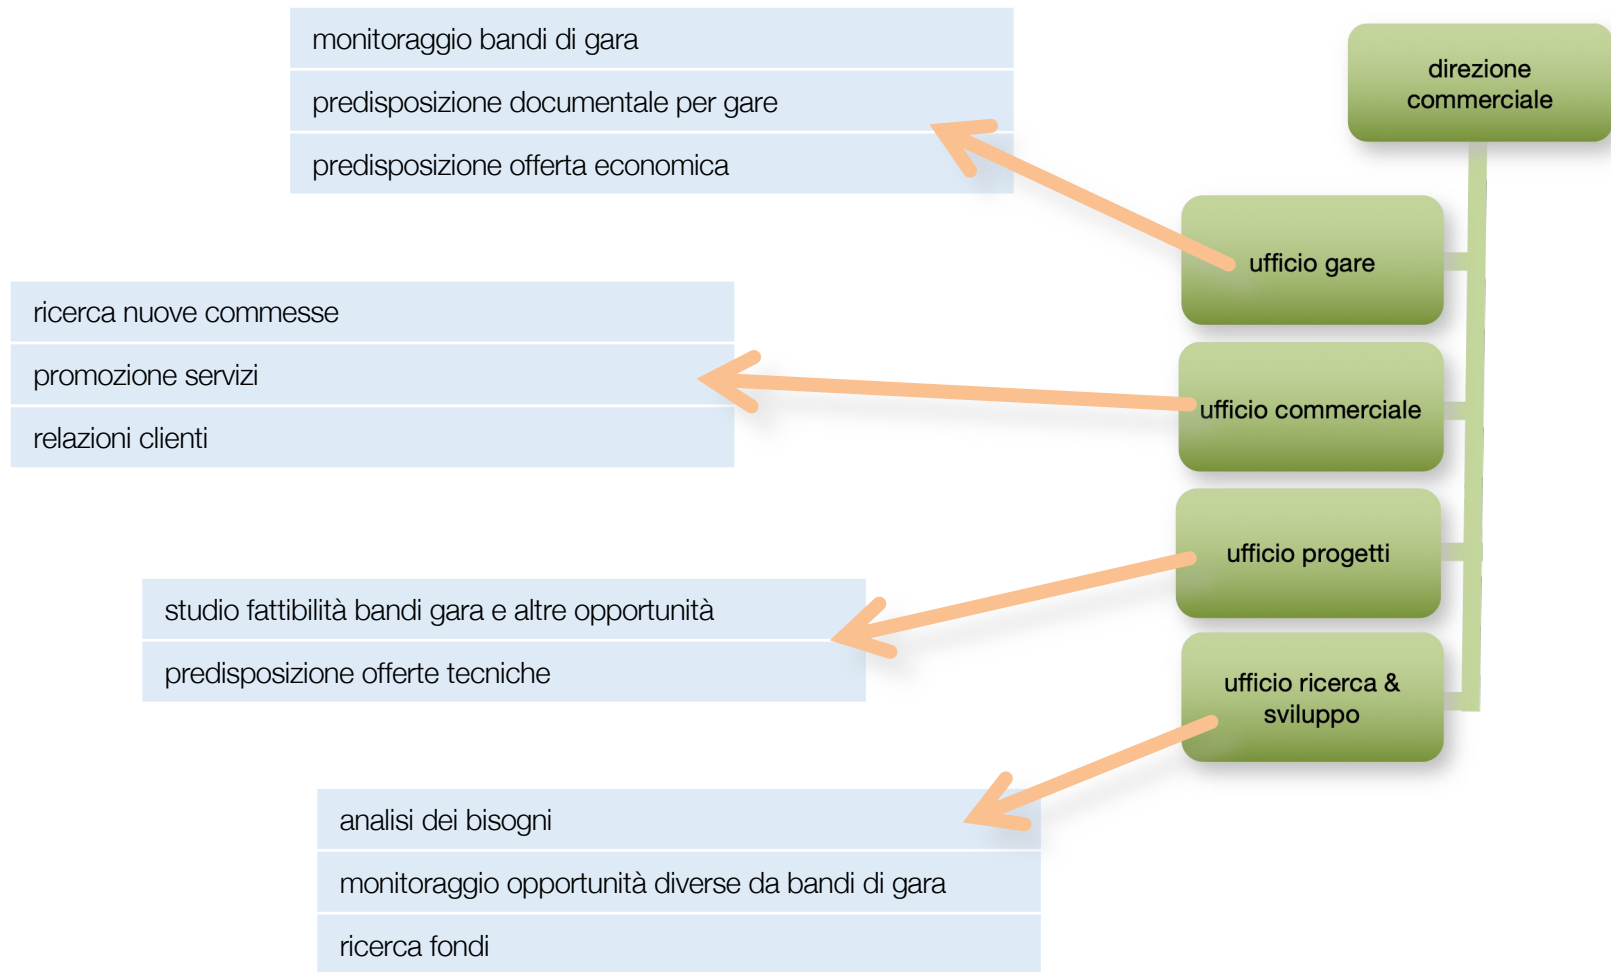 monitoraggio bandi di gara
predisposizione documentale per gare
predisposizione offerta economica
direzione
commerciale
ufficio gare
ricerca nuove commesse
promozione servizi
relazioni clienti
ufficio commerciale
ufficio progetti
studio fattibilità bandi gara e altre opportunità
predisposizione offerte tecniche
ufficio ricerca &
sviluppo
analisi dei bisogni
monitoraggio opportunità diverse da bandi di gara
ricerca fondi